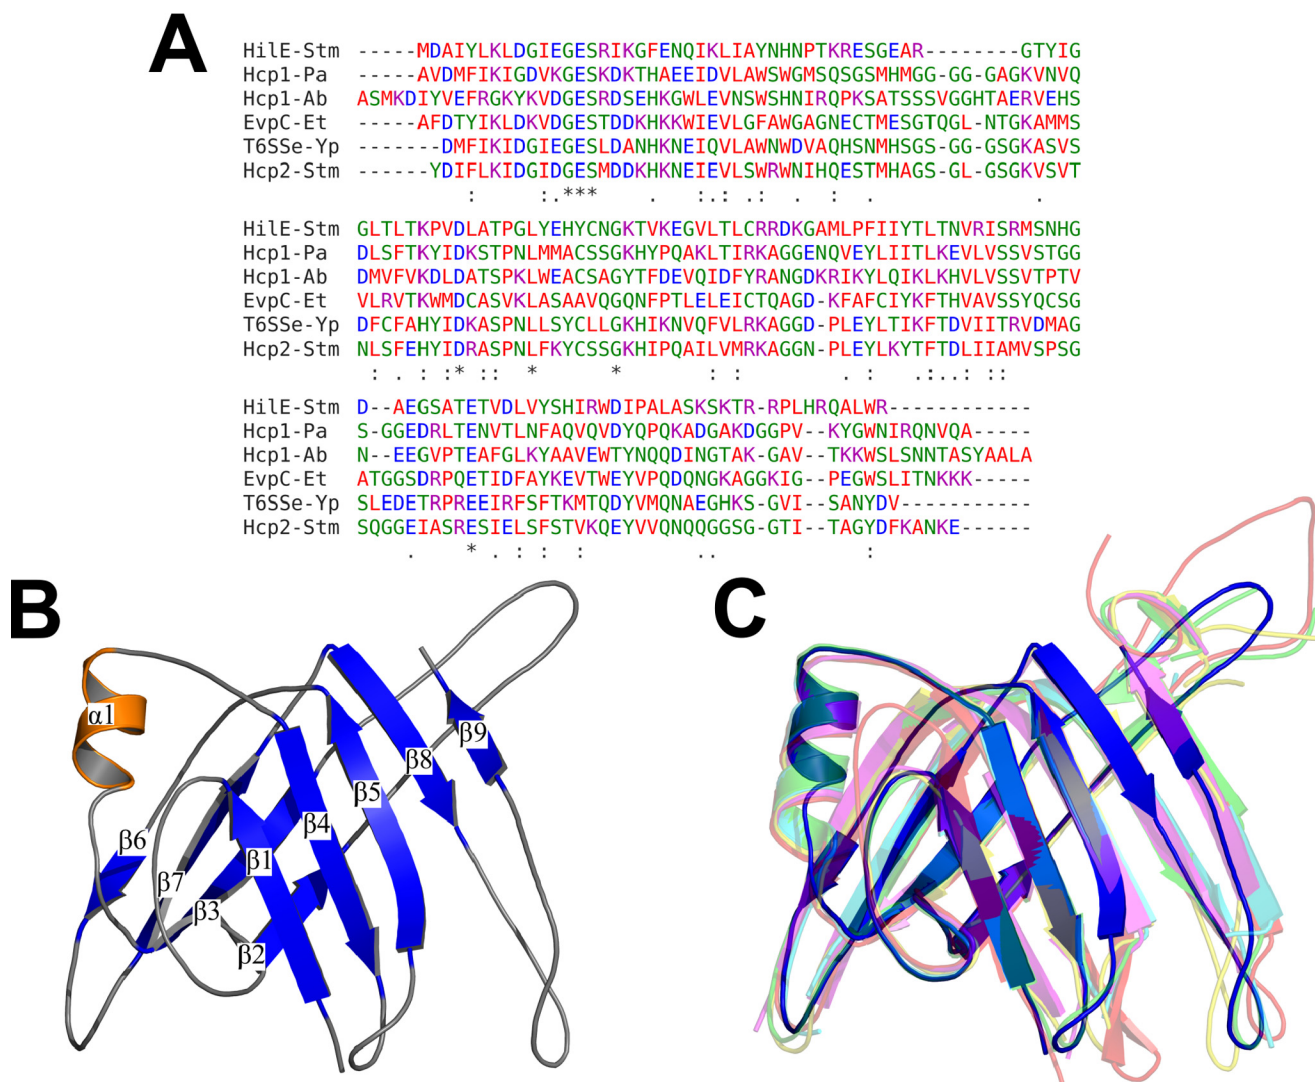 A
HilE-Stm -----MDAIYLKLDGIEGESRIKGFENQIKLIAYNHNPTKRESGEAR--------GTYIG
Hcp1-Pa -----AVDMFIKIGDVKGESKDKTHAEEIDVLAWSWGMSQSGSMHMGG-GG-GAGKVNVQ
Hcp1-Ab ASMKDIYVEFRGKYKVDGESRDSEHKGWLEVNSWSHNIRQPKSATSSSVGGHTAERVEHS
EvpC-Et -----AFDTYIKLDKVDGESTDDKHKKWIEVLGFAWGAGNECTMESGTQGL-NTGKAMMS
T6SSe-Yp -------DMFIKIDGIEGESLDANHKNEIQVLAWNWDVAQHSNMHSGS-GG-GSGKASVS
Hcp2-Stm ------YDIFLKIDGIDGESMDDKHKNEIEVLSWRWNIHQESTMHAGS-GL-GSGKVSVT
: :.*** . :.: .: . : . .
HilE-Stm GLTLTKPVDLATPGLYEHYCNGKTVKEGVLTLCRRDKGAMLPFIIYTLTNVRISRMSNHG
Hcp1-Pa DLSFTKYIDKSTPNLMMACSSGKHYPQAKLTIRKAGGENQVEYLIITLKEVLVSSVSTGG
Hcp1-Ab DMVFVKDLDATSPKLWEACSAGYTFDEVQIDFYRANGDKRIKYLQIKLKHVLVSSVTPTV
EvpC-Et VLRVTKWMDCASVKLASAAVQGQNFPTLELEICTQAGD-KFAFCIYKFTHVAVSSYQCSG
T6SSe-Yp DFCFAHYIDKASPNLLSYCLLGKHIKNVQFVLRKAGGD-PLEYLTIKFTDVIITRVDMAG
Hcp2-Stm NLSFEHYIDRASPNLFKYCSSGKHIPQAILVMRKAGGN-PLEYLKYTFTDLIIAMVSPSG
: . : :* :: * * : : . : .:..: ::
HilE-Stm D--AEGSATETVDLVYSHIRWDIPALASKSKTR-RPLHRQALWR------------
Hcp1-Pa S-GGEDRLTENVTLNFAQVQVDYQPQKADGAKDGGPV--KYGWNIRQNVQA-----
Hcp1-Ab N--EEGVPTEAFGLKYAAVEWTYNQQDINGTAK-GAV--TKKWSLSNNTASYAALA
EvpC-Et ATGGSDRPQETIDFAYKEVTWEYVPQDQNGKAGGKIG--PEGWSLITNKKK-----
T6SSe-Yp SLEDETRPREEIRFSFTKMTQDYVMQNAEGHKS-GVI--SANYDV-----------
Hcp2-Stm SQGGEIASRESIELSFSTVKQEYVVQNQQGGSG-GTI--TAGYDFKANKE------
. * . : : : .. :
B
C
α1
β9
β8
β5
β4
β6
β1
β7
β3
β2